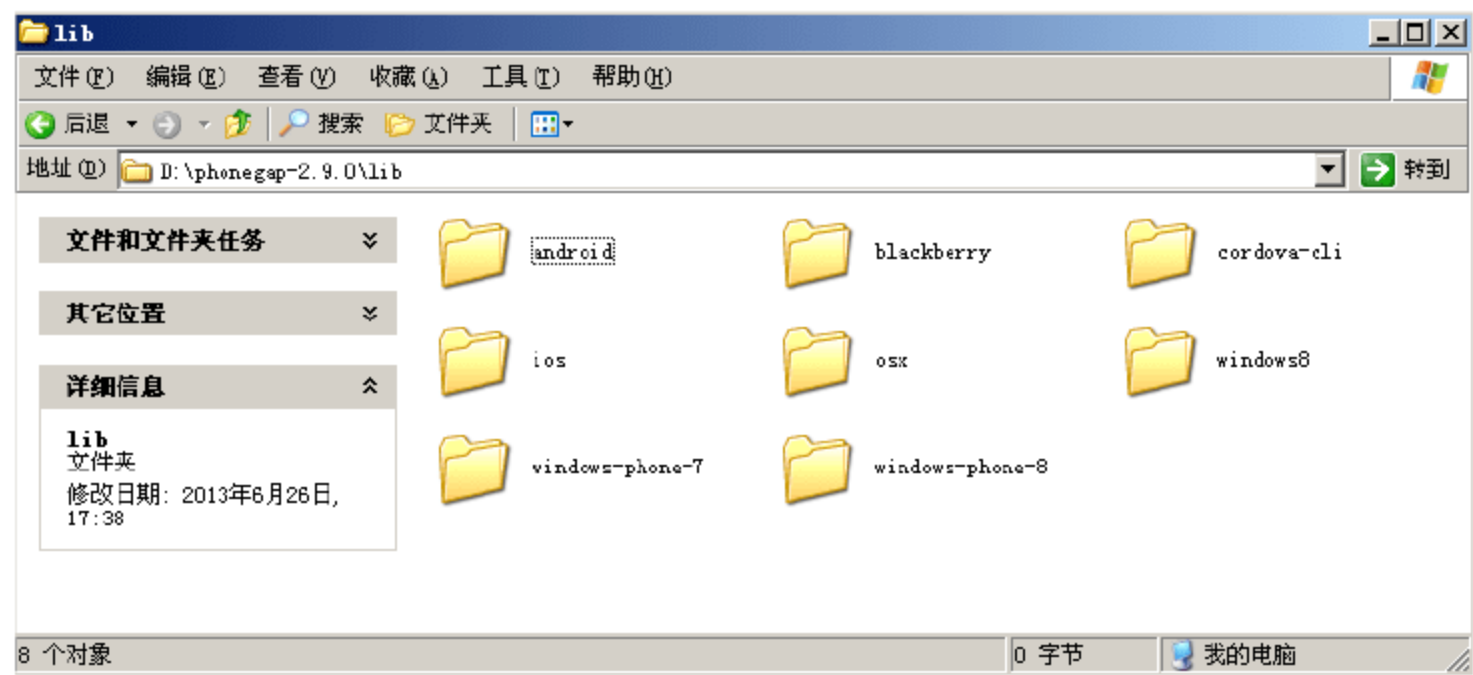 lib
文件(F) 编辑(E) 查看(V) 收藏(A) 工具(T) 帮助(H)
后退 搜索 文件夹
地址(D) D:\phonegap-2.9.0\lib 转到
文件和文件夹任务
其它位置
详细信息
lib
文件夹
修改日期: 2013年6月26日,
17:38
android blackberry cordova-cli
ios osx windows8
windows-phone-7 windows-phone-8
8 个对象 0 字节 我的电脑